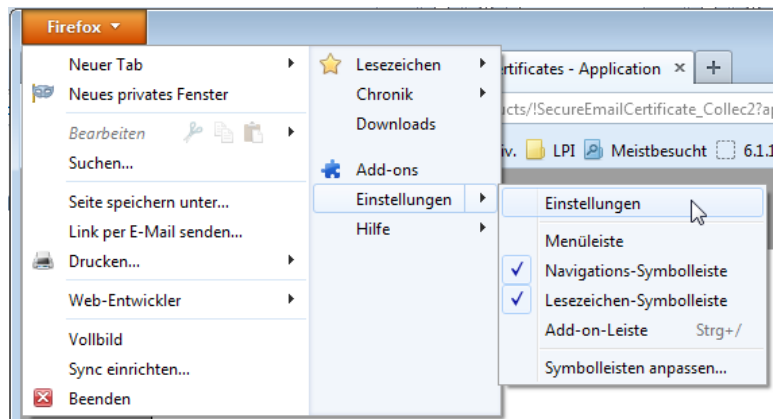 Firefox
Neuer Tab
Neues privates Fenster
Bearbeiten
Suchen...
Seite speichern unter...
Link per E-Mail senden...
Drucken...
Web-Entwickler
Vollbild
Sync einrichten...
Beenden
Lesezeichen
Chronik
Downloads
Add-ons
Einstellungen
Hilfe
rtificates - Application
ucts/!SecureEmailCertificate_Collec2?a
iv. LPI Meistbesucht 6.1.1
Einstellungen
Menüleiste
Navigations-Symbolleiste
Lesezeichen-Symbolleiste
Add-on-Leiste Strg+/
Symbolleisten anpassen...